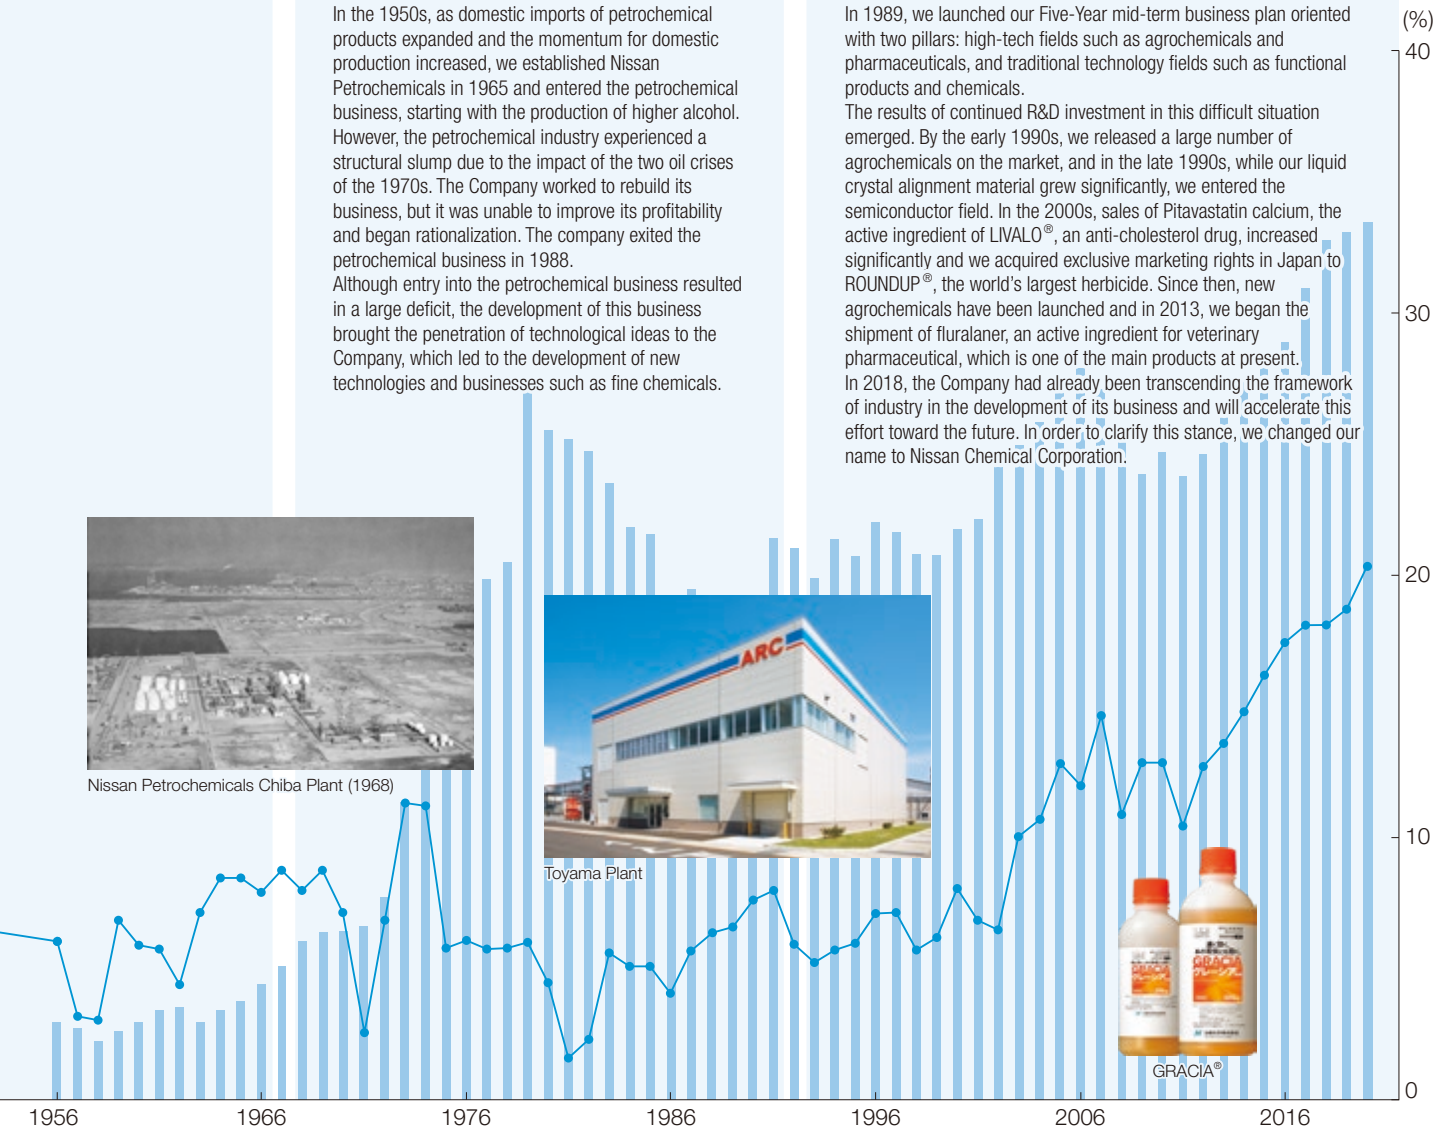 In the 1950s, as domestic imports of petrochemical
products expanded and the momentum for domestic
production increased, we established Nissan
Petrochemicals in 1965 and entered the petrochemical
business, starting with the production of higher alcohol.
However, the petrochemical industry experienced a
structural slump due to the impact of the two oil crises
of the 1970s. The Company worked to rebuild its
business, but it was unable to improve its profitability
and began rationalization. The company exited the
petrochemical business in 1988.
Although entry into the petrochemical business resulted
in a large deficit, the development of this business
brought the penetration of technological ideas to the
Company, which led to the development of new
technologies and businesses such as fine chemicals.
In 1989, we launched our Five-Year mid-term business plan oriented
with two pillars: high-tech fields such as agrochemicals and
pharmaceuticals, and traditional technology fields such as functional
products and chemicals.
The results of continued R&D investment in this difficult situation
emerged. By the early 1990s, we released a large number of
agrochemicals on the market, and in the late 1990s, while our liquid
crystal alignment material grew significantly, we entered the
semiconductor field. In the 2000s, sales of Pitavastatin calcium, the
active ingredient of LIVALO®, an anti-cholesterol drug, increased
significantly and we acquired exclusive marketing rights in Japan to
ROUNDUP®, the world's largest herbicide. Since then, new
agrochemicals have been launched and in 2013, we began the
shipment of fluralaner, an active ingredient for veterinary
pharmaceutical, which is one of the main products at present.
In 2018, the Company had already been transcending the framework
of industry in the development of its business and will accelerate this
effort toward the future. In order to clarify this stance, we changed our
name to Nissan Chemical Corporation.
(%)
40
30
20
10
0
Nissan Petrochemicals Chiba Plant (1968)
ARC
Toyama Plant
GRACIA
グレーシア
GRACIA
グレーシア
GRACIA®
1956
1966
1976
1986
1996
2006
2016